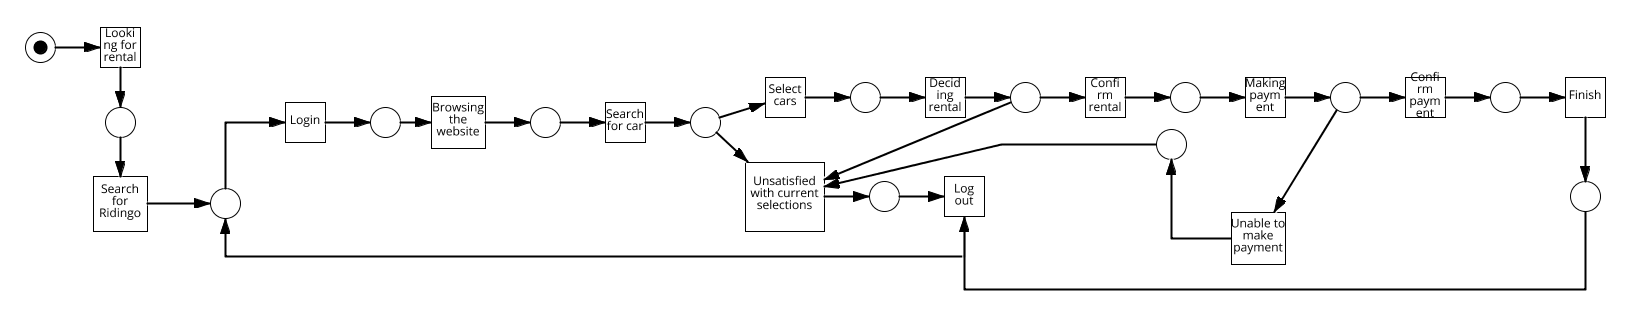 Looki
ng for
rental
Search
for
Ridingo
Login
Browsing
the
website
Search
for car
Select
cars
Unsatisfied
with current
selections
Decid
ing
rental
Log
out
Confi
rm
rental
Making
paym
ent
Unable to
make
payment
Confi
rm
paym
ent
Finish